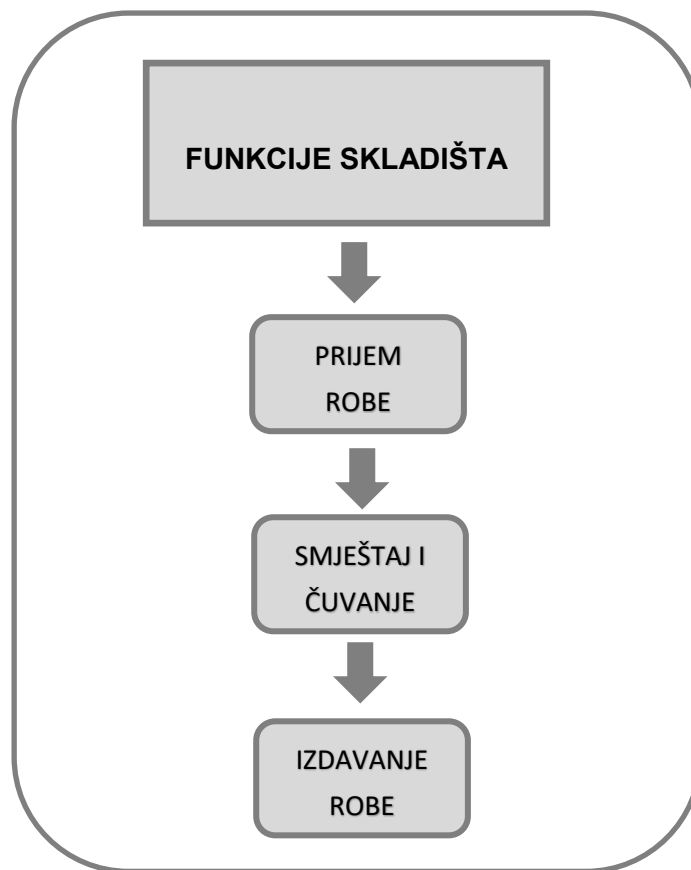 FUNKCIJE SKLADIŠTA
PRIJEM
ROBE
SMJEŠTAJ I
ČUVANJE
IZDAVANJE
ROBE